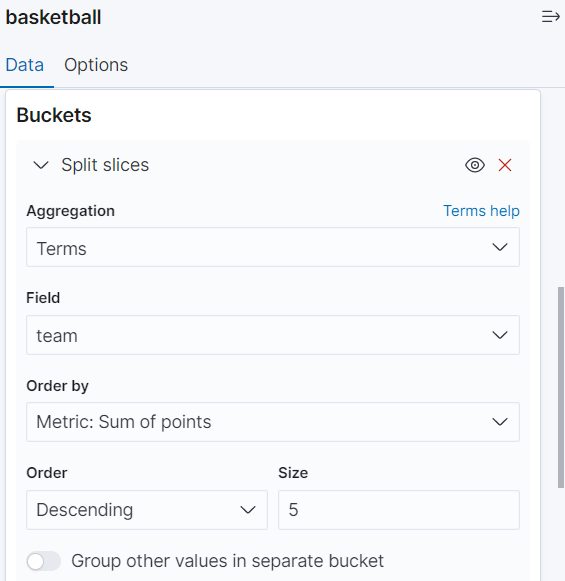 basketball
Data Options
Buckets
Split slices
Aggregation Terms help
Terms
Field
team
Order by
Metric: Sum of points
Order Size
Descending 5
Group other values in separate bucket